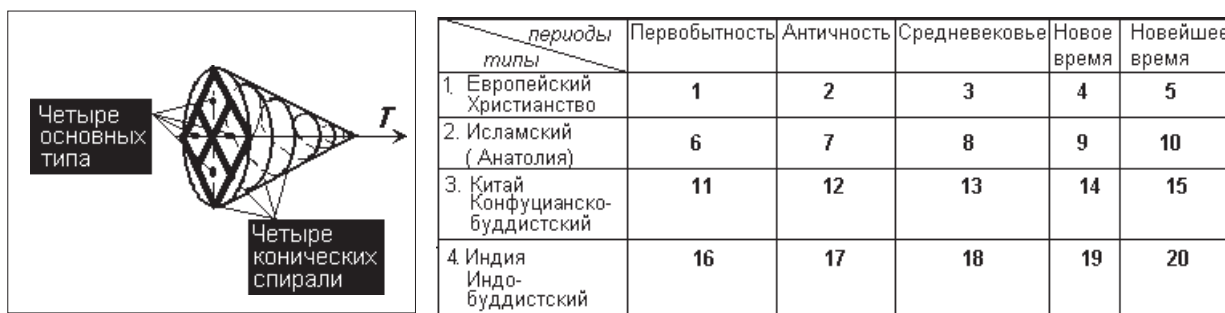 Четыре
основных
типа
T
Четыре
конических
спирали
периоды
типы
Первобытность
Античность
Средневековье
Новое
время
Новейшее
время
1. Европейский
Христианство
1
2
3
4
5
2. Исламский
( Анатолия)
6
7
8
9
10
3. Китай
Конфуцианско-
буддистский
11
12
13
14
15
4. Индия
Индо-
буддистский
16
17
18
19
20